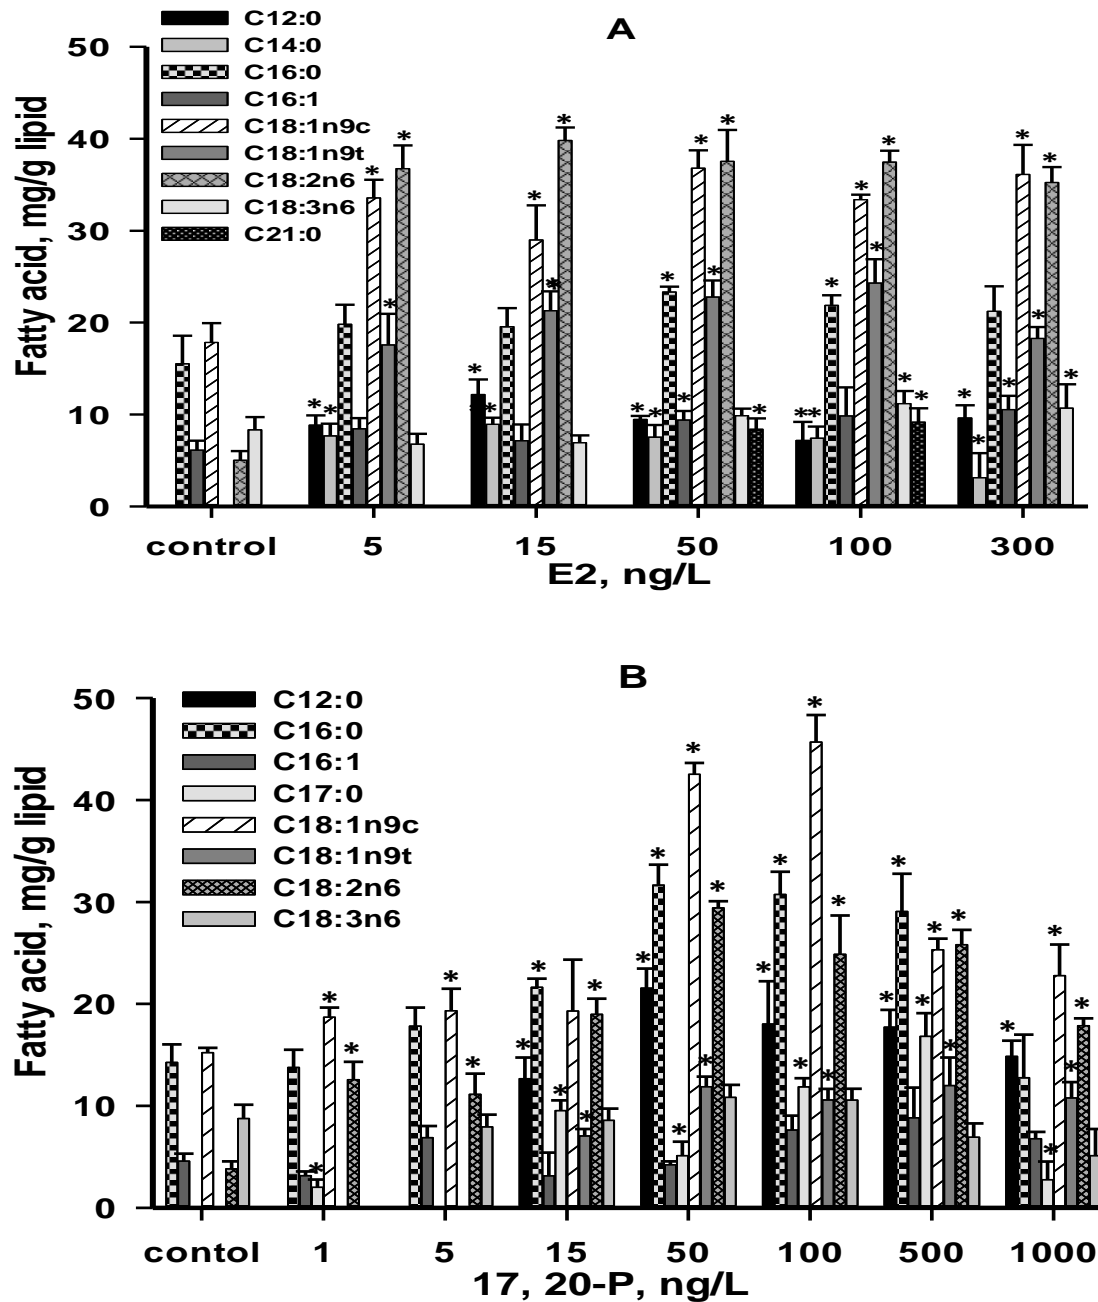 A
C12:0
C14:0
C16:0
C16:1
C18:1n9c
C18:1n9t
C18:2n6
C18:3n6
C21:0
Fatty acid, mg/g lipid
50
40
30
20
10
0
control 5 15 50 100 300
E2, ng/L
B
C12:0
C16:0
C16:1
C17:0
C18:1n9c
C18:1n9t
C18:2n6
C18:3n6
Fatty acid, mg/g lipid
50
40
30
20
10
0
contol 1 5 15 50 100 500 1000
17, 20-P, ng/L